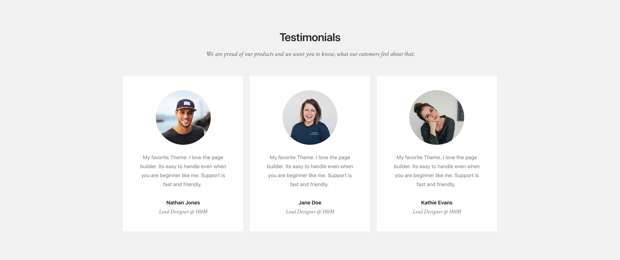 Testimonials
We are proud of our products and we want you to know, what our cutomers feel about that.
My favorite Theme. I love the page
builder. Its easy to handle even when
you are beginner like me. Support is
fast and friendly.
Nathan Jones
Lead Designer @ H&M
My favorite Theme. I love the page
builder. Its easy to handle even when
you are beginner like me. Support is
fast and friendly.
Jane Doe
Lead Designer @ H&M
My favorite Theme. I love the page
builder. Its easy to handle even when
you are beginner like me. Support is
fast and friendly.
Kathie Evans
Lead Designer @ H&M